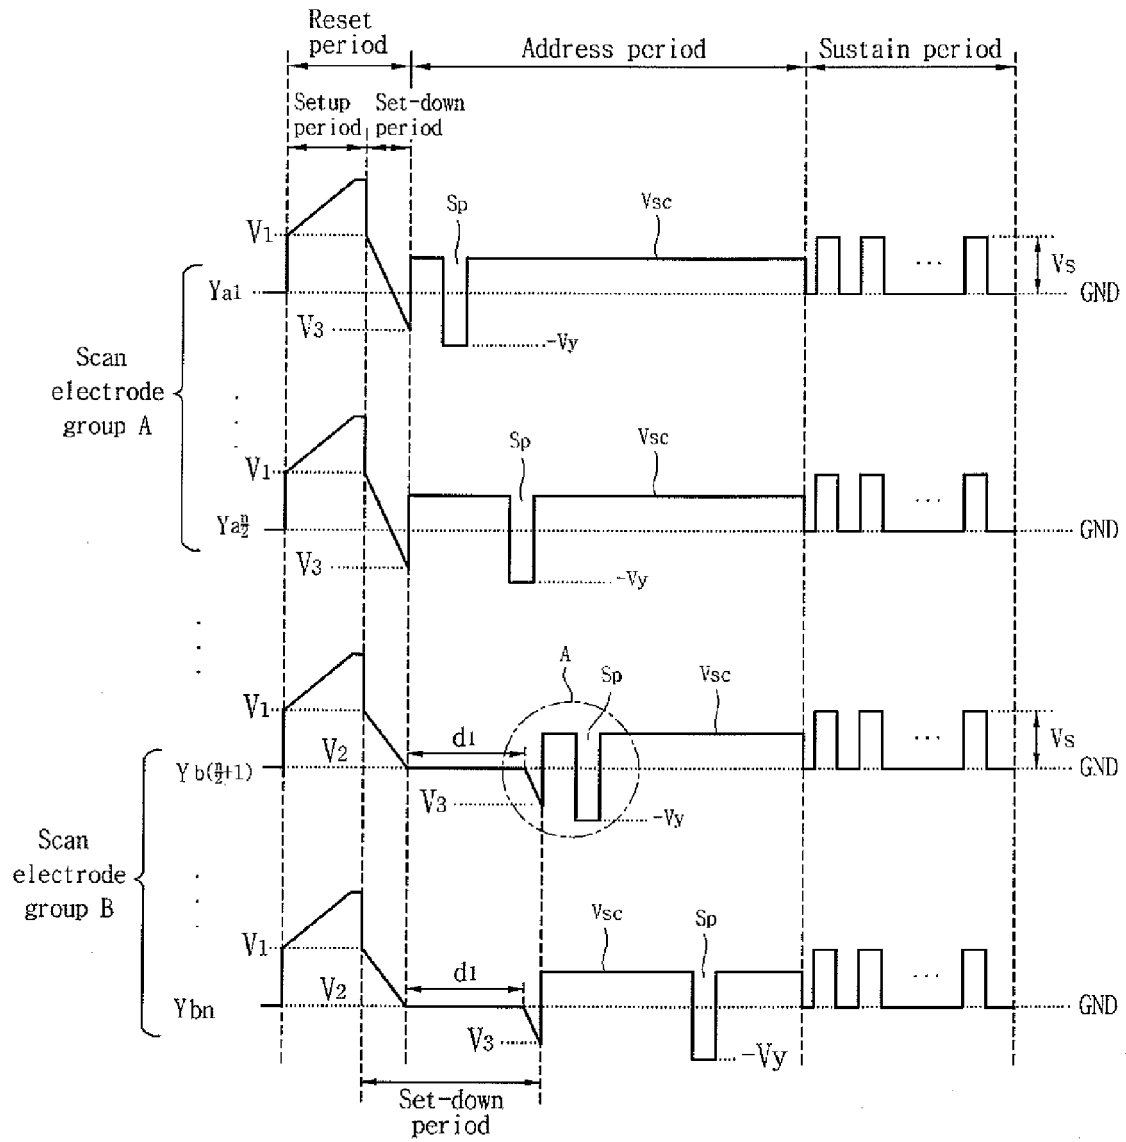 Reset
period
Address period
Sustain period
Setup
period
Set-down
period
Sp
Vsc
V1
Vs
Ya1
GND
V3
-Vy
Scan
electrode
group A
Sp
Vsc
V1
Ya n/2
GND
V3
-Vy
A
Sp
Vsc
V1
V2
d1
Vs
Yb(n/2+1)
GND
V3
-Vy
Scan
electrode
group B
Vsc
Sp
V1
V2
d1
Ybn
GND
V3
-Vy
Set-down
period